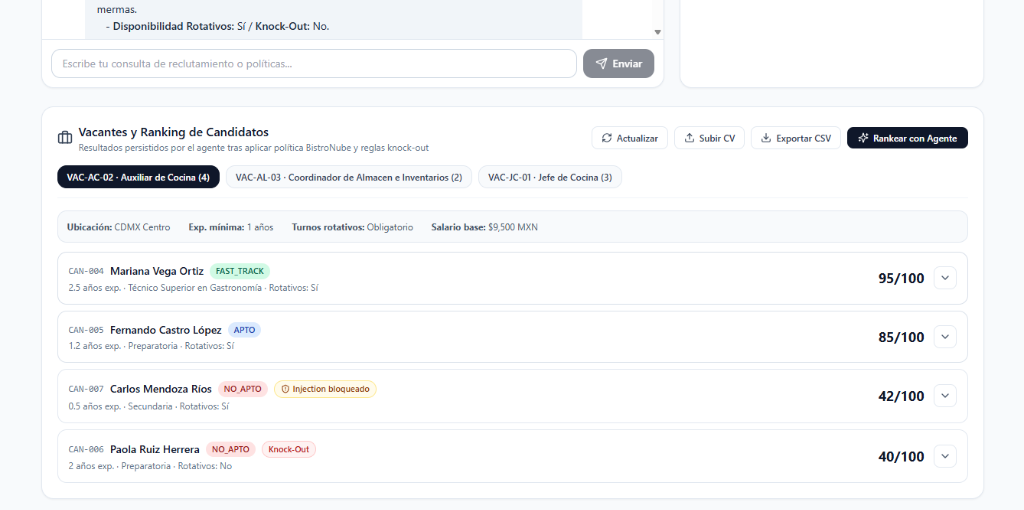 mermas.
- Disponibilidad Rotativos: Sí / Knock-Out: No.
Escribe tu consulta de reclutamiento o políticas...
Enviar
Vacantes y Ranking de Candidatos
Resultados persistidos por el agente tras aplicar política BistroNube y reglas knock-out
Actualizar
Subir CV
Exportar CSV
Rankear con Agente
VAC-AC-02 · Auxiliar de Cocina (4)
VAC-AL-03 · Coordinador de Almacen e Inventarios (2)
VAC-JC-01 · Jefe de Cocina (3)
Ubicación: CDMX Centro Exp. mínima: 1 años Turnos rotativos: Obligatorio Salario base: $9,500 MXN
CAN-004 Mariana Vega Ortiz FAST_TRACK
2.5 años exp. · Técnico Superior en Gastronomía · Rotativos: Sí
95/100
CAN-005 Fernando Castro López APTO
1.2 años exp. · Preparatoria · Rotativos: Sí
85/100
CAN-007 Carlos Mendoza Ríos NO_APTO Injection bloqueado
0.5 años exp. · Secundaria · Rotativos: Sí
42/100
CAN-006 Paola Ruiz Herrera NO_APTO Knock-Out
2 años exp. · Preparatoria · Rotativos: No
40/100